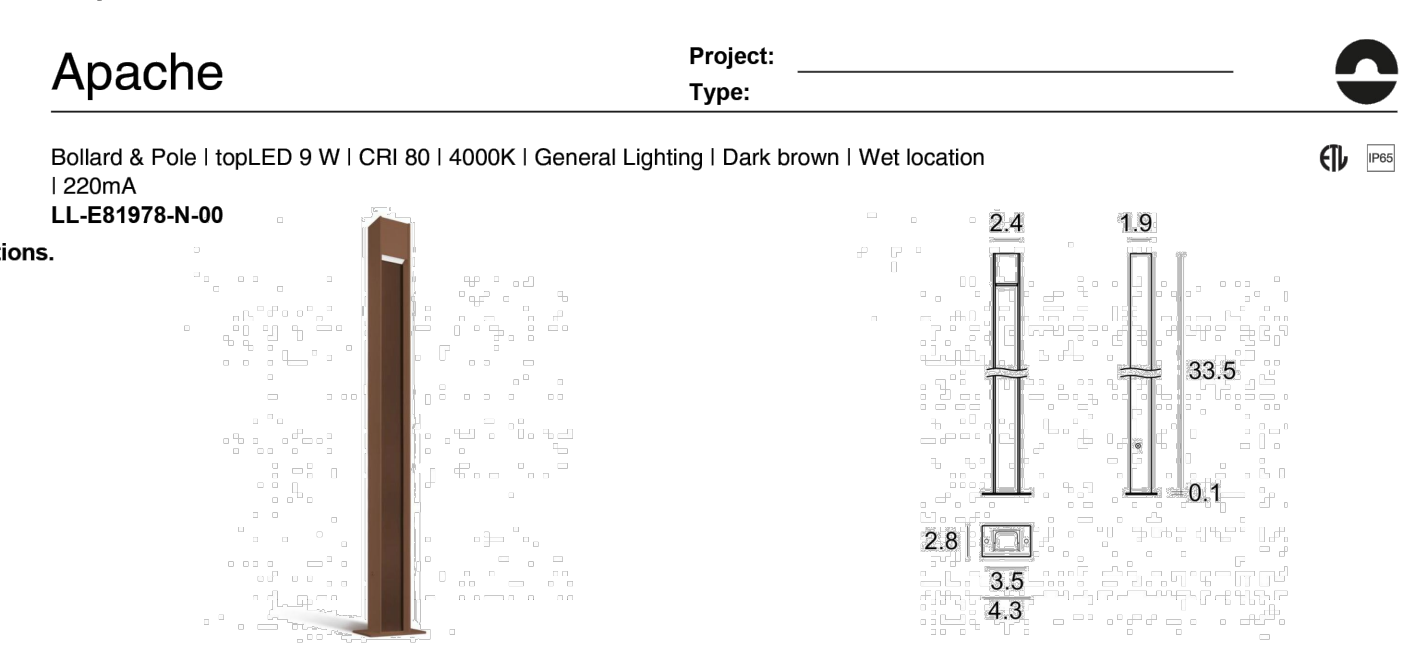 Apache
Project:
Type:
Bollard & Pole | topLED 9 W | CRI 80 | 4000K | General Lighting | Dark brown | Wet location
| 220mA
LL-E81978-N-00
ETL
IP65
tions.
2.4
1.9
33.5
0.1
2.8
3.5
4.3